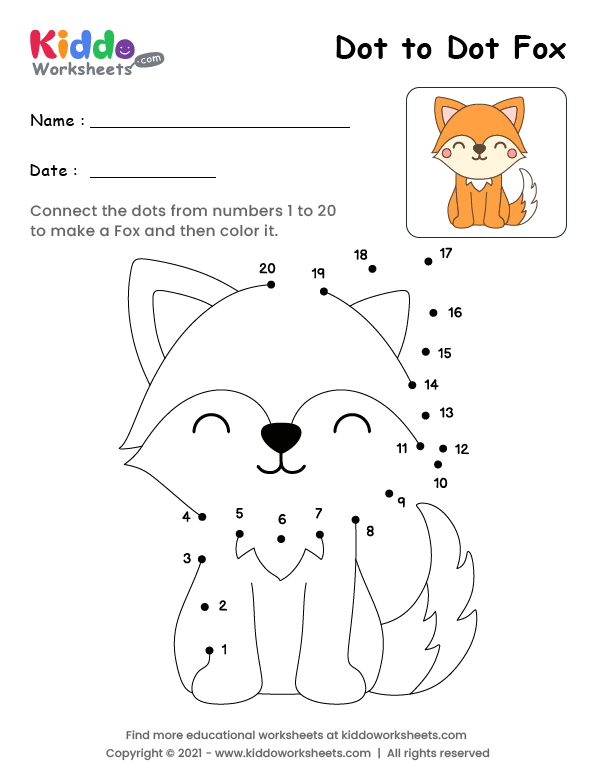 Kiddo
Worksheets.com
Dot to Dot Fox
Name :
Date :
Connect the dots from numbers 1 to 20
to make a Fox and then color it.
17
18
20
19
16
15
14
13
11
12
10
9
4
5
6
7
8
3
2
1
Find more educational worksheets at kiddoworksheets.com
Copyright © 2021 - www.kiddoworksheets.com | All rights reserved